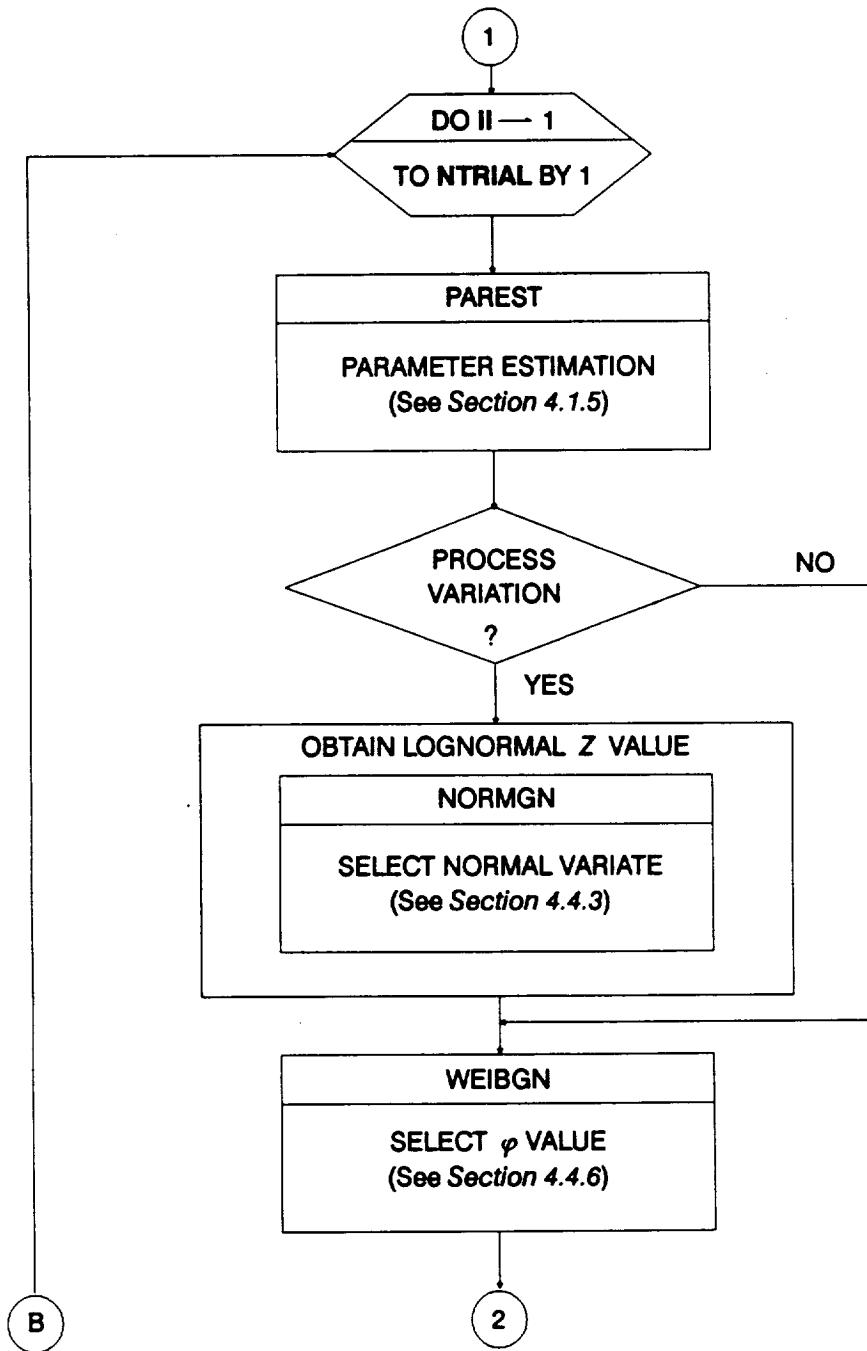 1
DO II → 1
TO NTRIAL BY 1
PAREST
PARAMETER ESTIMATION
(See Section 4.1.5)
PROCESS
VARIATION
?
NO
YES
OBTAIN LOGNORMAL Z VALUE
NORMGN
SELECT NORMAL VARIATE
(See Section 4.4.3)
WEIBGN
SELECT φ VALUE
(See Section 4.4.6)
B
2